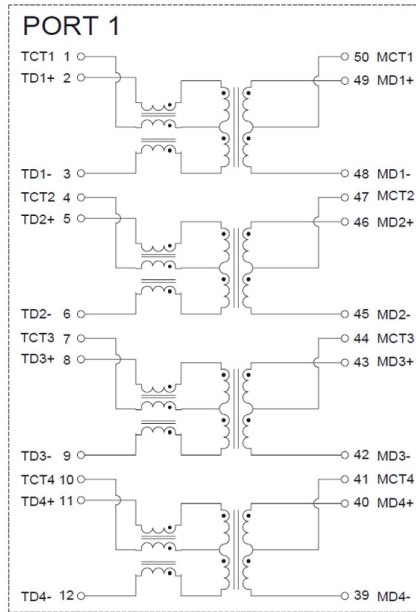 PORT 1
TCT1 1 50 MCT1
TD1+ 2 49 MD1+
TD1- 3 48 MD1-
TCT2 4 47 MCT2
TD2+ 5 46 MD2+
TD2- 6 45 MD2-
TCT3 7 44 MCT3
TD3+ 8 43 MD3+
TD3- 9 42 MD3-
TCT4 10 41 MCT4
TD4+ 11 40 MD4+
TD4- 12 39 MD4-